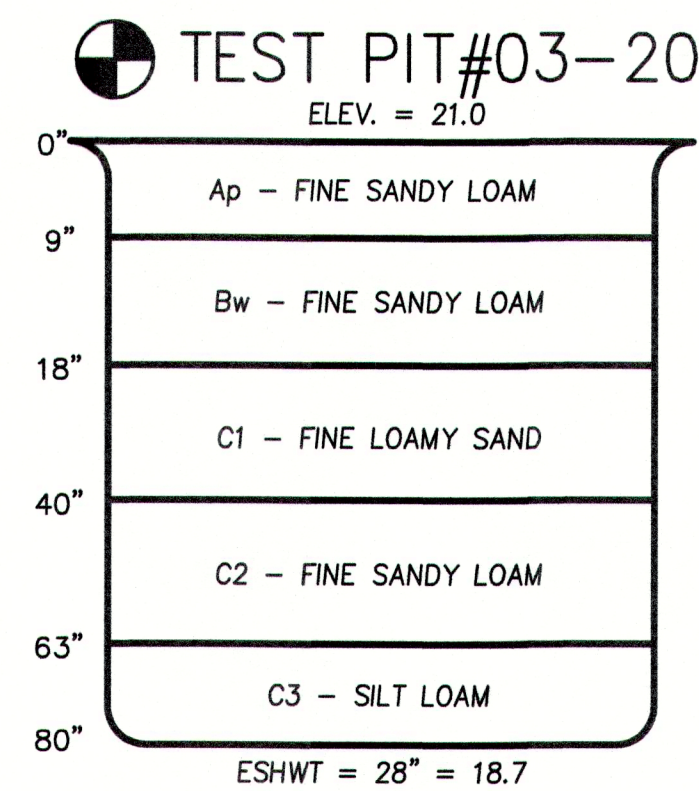 TEST PIT#03-20
ELEV. = 21.0
0"
Ap - FINE SANDY LOAM
9"
Bw - FINE SANDY LOAM
18"
C1 - FINE LOAMY SAND
40"
C2 - FINE SANDY LOAM
63"
C3 - SILT LOAM
80"
ESHWT = 28" = 18.7